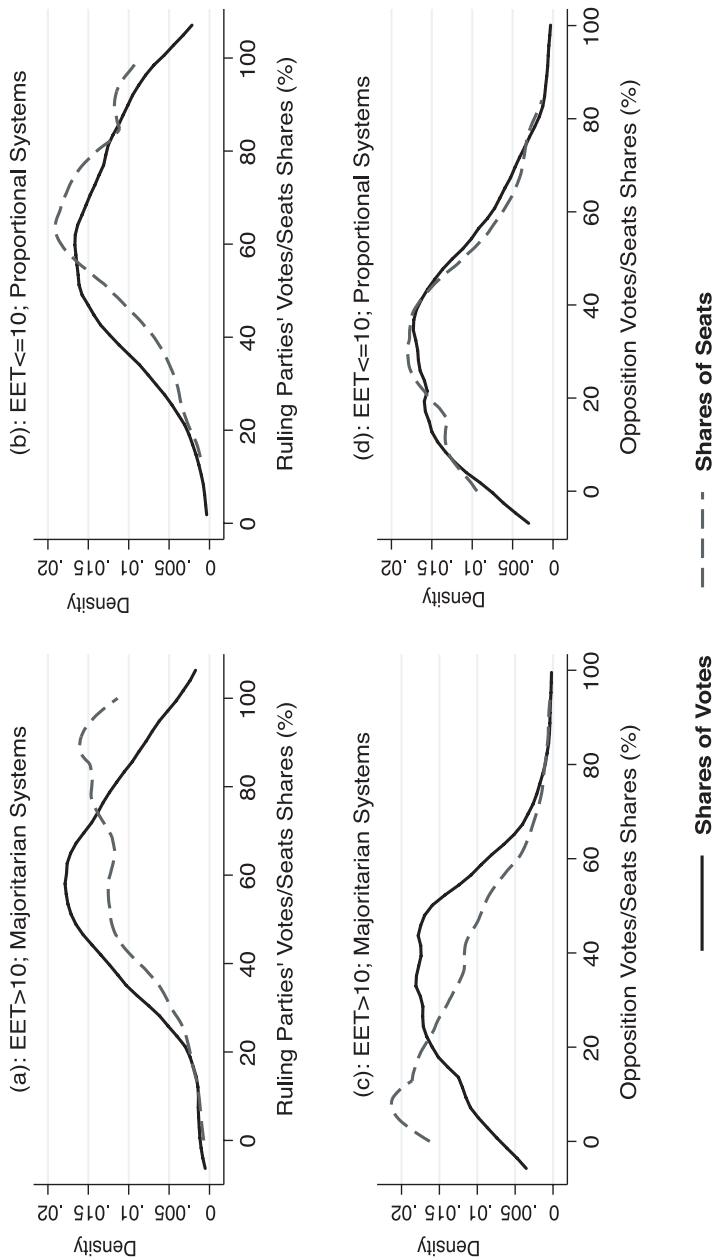 (a): EET>10; Majoritarian Systems
Density
.02
.015
.01
.005
0
0 20 40 60 80 100
Ruling Parties' Votes/Seats Shares (%)
(b): EET<=10; Proportional Systems
Density
.02
.015
.01
.005
0
0 20 40 60 80 100
Ruling Parties' Votes/Seats Shares (%)
(c): EET>10; Majoritarian Systems
Density
.02
.015
.01
.005
0
0 20 40 60 80 100
Opposition Votes/Seats Shares (%)
(d): EET<=10; Proportional Systems
Density
.02
.015
.01
.005
0
0 20 40 60 80 100
Opposition Votes/Seats Shares (%)
Shares of Votes
Shares of Seats